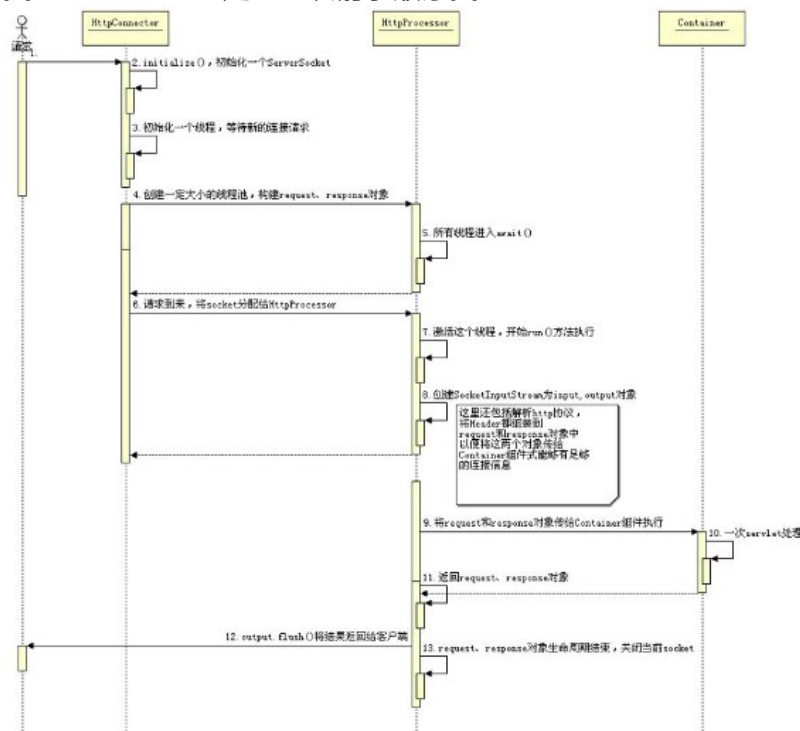 HttpConnector
HttpProcessor
Container
1.
2.initialize()，初始化一个ServerSocket
3.初始化一个线程，等待新的连接请求
4.创建一定大小的线程池，构建request、response对象
5.所有线程进入await()
6.请求到来，将socket分配给HttpProcessor
7.激活这个线程，开始run()方法执行
8.创建SocketInputStream为input,output对象
这里还包括解析http协议，
将Header都组装到
request和response对象中
以便将这两个对象传给
Container组件式能够有足够
的连接信息
9.将request和response对象传给Container组件执行
10.一次servlet处理
11.返回request、response对象
12.output.flush()将结果返回给客户端
13.request、response对象生命周期结束，关闭当前socket